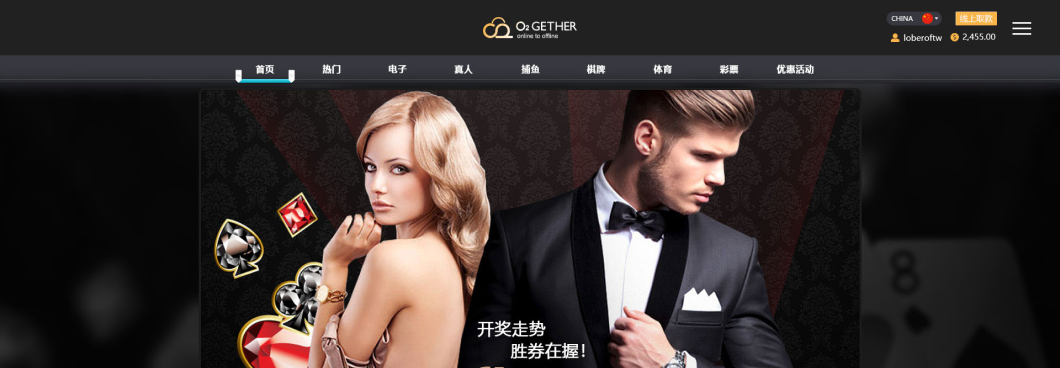 O2 GETHER
online to offline
CHINA
线上取款
loberoftw
2,455.00
首页
热门
电子
真人
捕鱼
棋牌
体育
彩票
优惠活动
开奖走势
胜券在握!
8